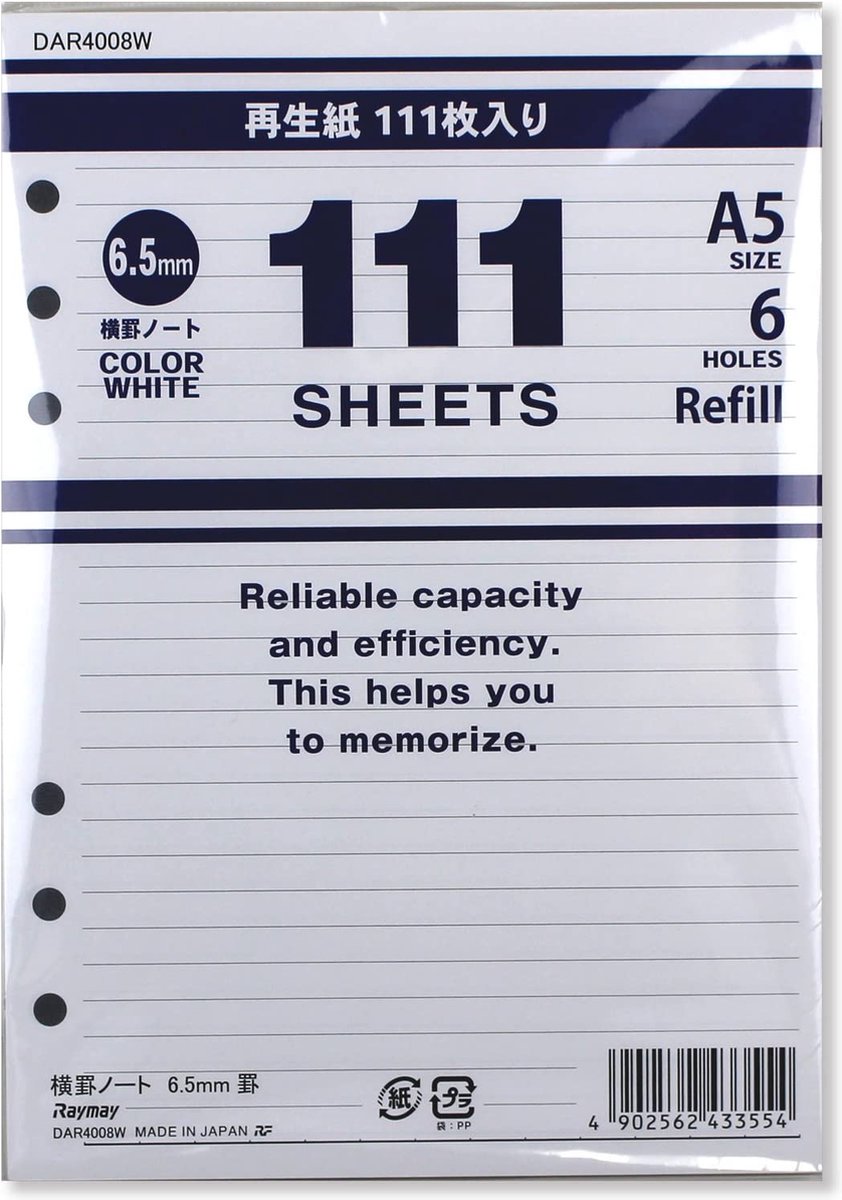 DAR4008W
再生紙 111枚入り
6.5mm
横罫ノート
COLOR
WHITE
111
SHEETS
A5
SIZE
6
HOLES
Refill
Reliable capacity
and efficiency.
This helps you
to memorize.
横罫ノート 6.5mm 罫
Raymay
DAR4008W MADE IN JAPAN RF
紙
プラ
袋:PP
4 902562 433554